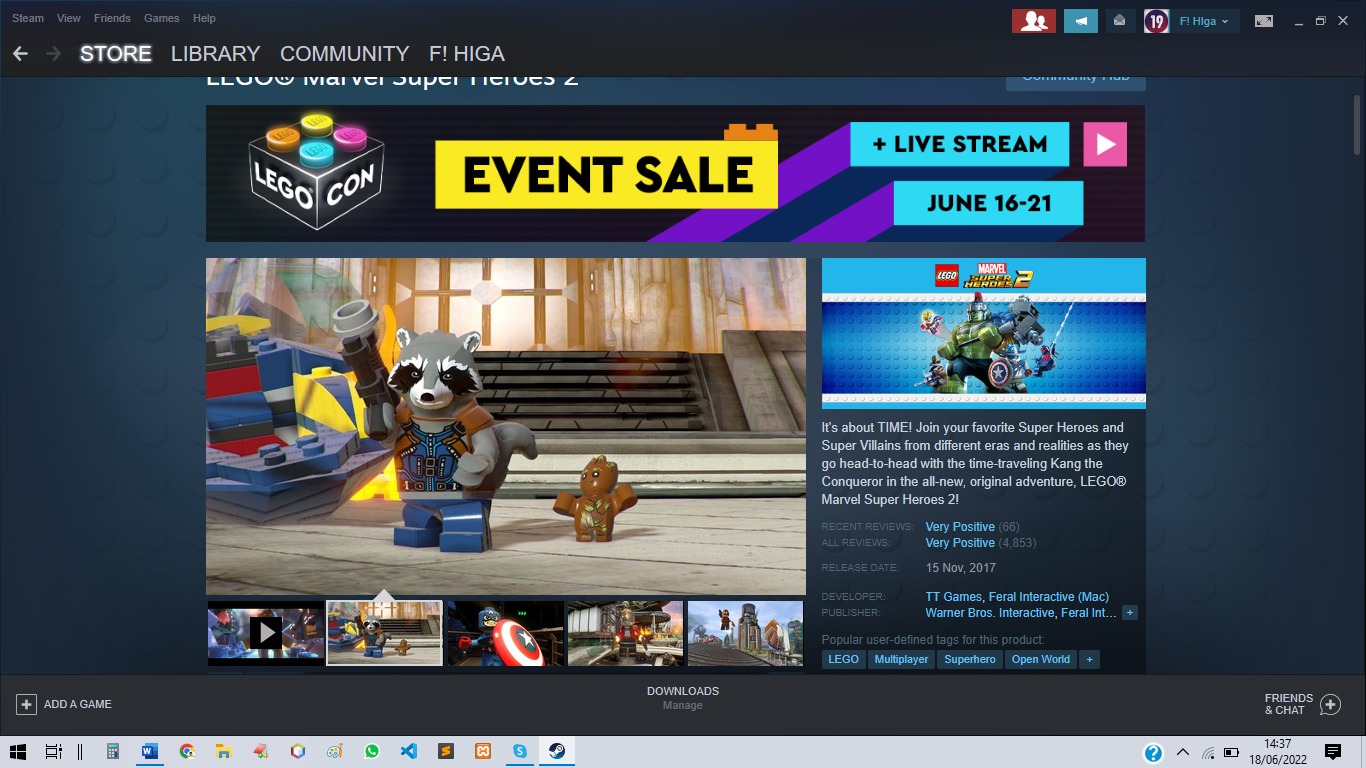 Steam View Friends Games Help
19 F! HIga
STORE LIBRARY COMMUNITY F! HIGA
LEGO® Marvel Super Heroes 2
Community Hub
LEGO® CON
EVENT SALE
+ LIVE STREAM
JUNE 16-21
LEGO MARVEL SUPER HEROES 2
It's about TIME! Join your favorite Super Heroes and
Super Villains from different eras and realities as they
go head-to-head with the time-traveling Kang the
Conqueror in the all-new, original adventure, LEGO®
Marvel Super Heroes 2!
RECENT REVIEWS: Very Positive (66)
ALL REVIEWS: Very Positive (4,853)
RELEASE DATE: 15 Nov, 2017
DEVELOPER: TT Games, Feral Interactive (Mac)
PUBLISHER: Warner Bros. Interactive, Feral Int... +
Popular user-defined tags for this product:
LEGO Multiplayer Superhero Open World +
ADD A GAME
DOWNLOADS
Manage
FRIENDS
& CHAT
14:37
18/06/2022